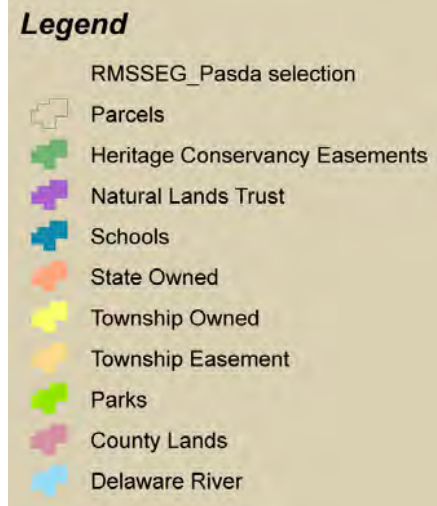 Legend
RMSSEG_Pasda selection
Parcels
Heritage Conservancy Easements
Natural Lands Trust
Schools
State Owned
Township Owned
Township Easement
Parks
County Lands
Delaware River